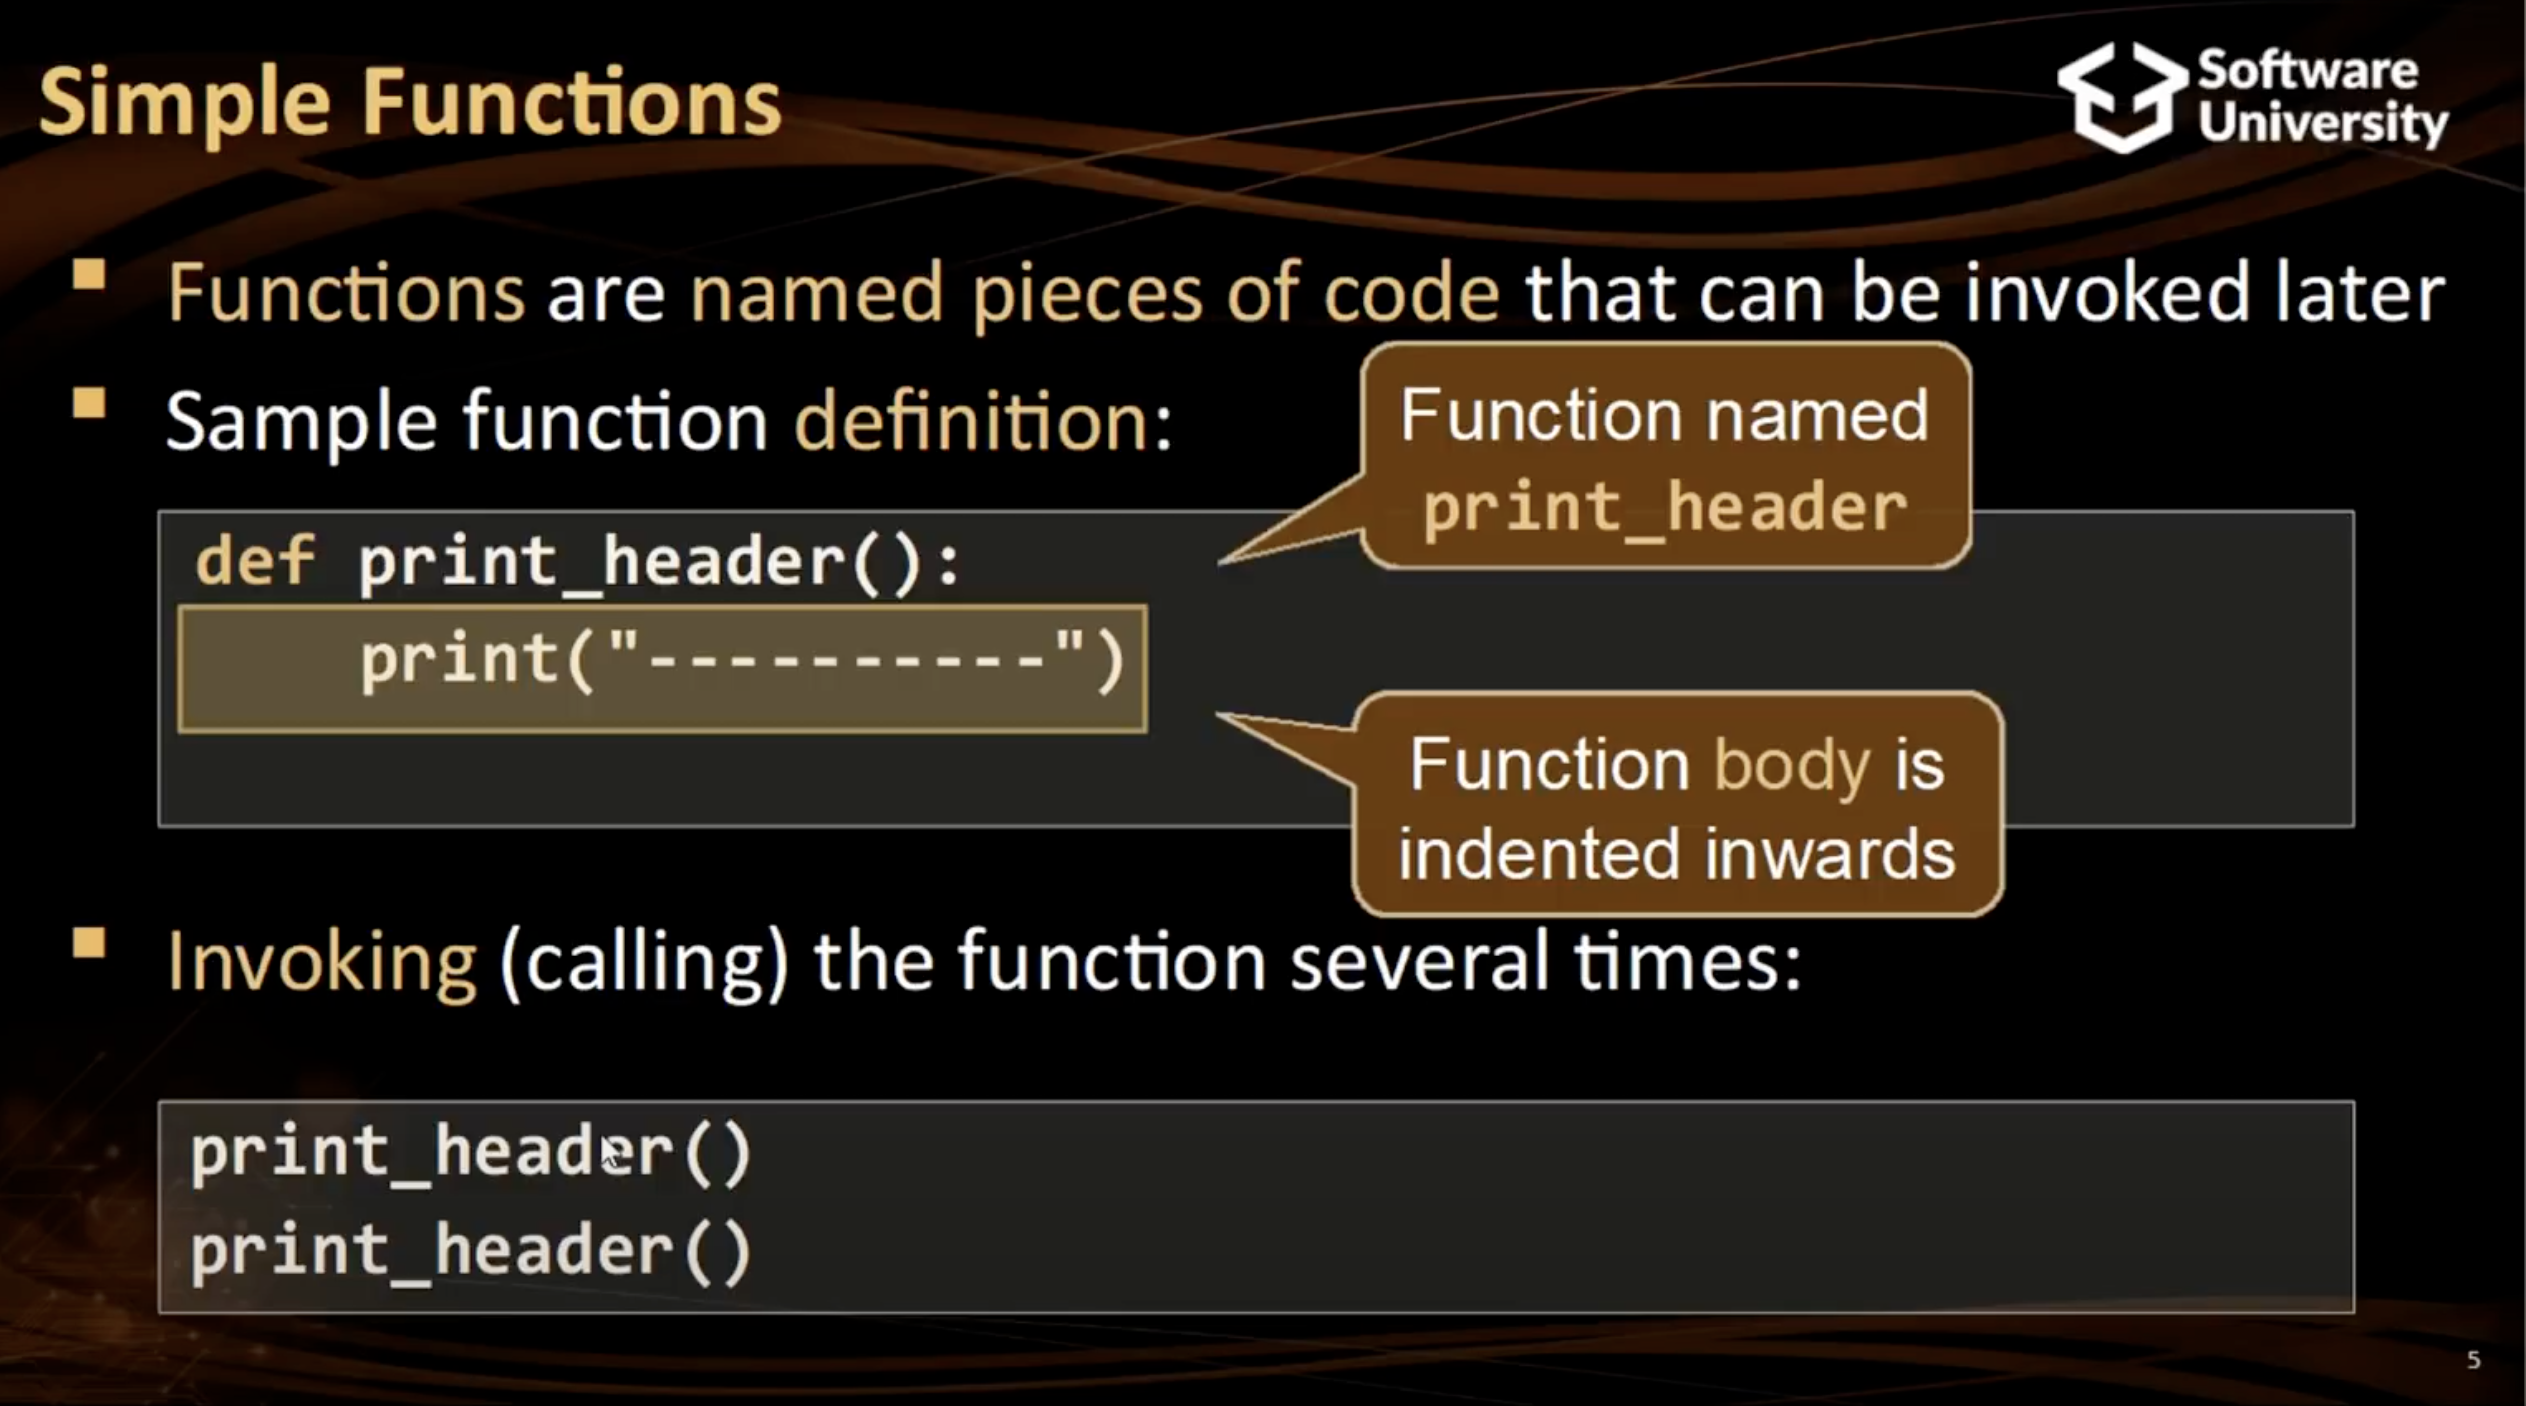 Simple Functions
Software
University
Functions are named pieces of code that can be invoked later
Sample function definition:
Function named
print_header
def print_header():
    print("----------")
Function body is
indented inwards
Invoking (calling) the function several times:
print_header()
print_header()
5